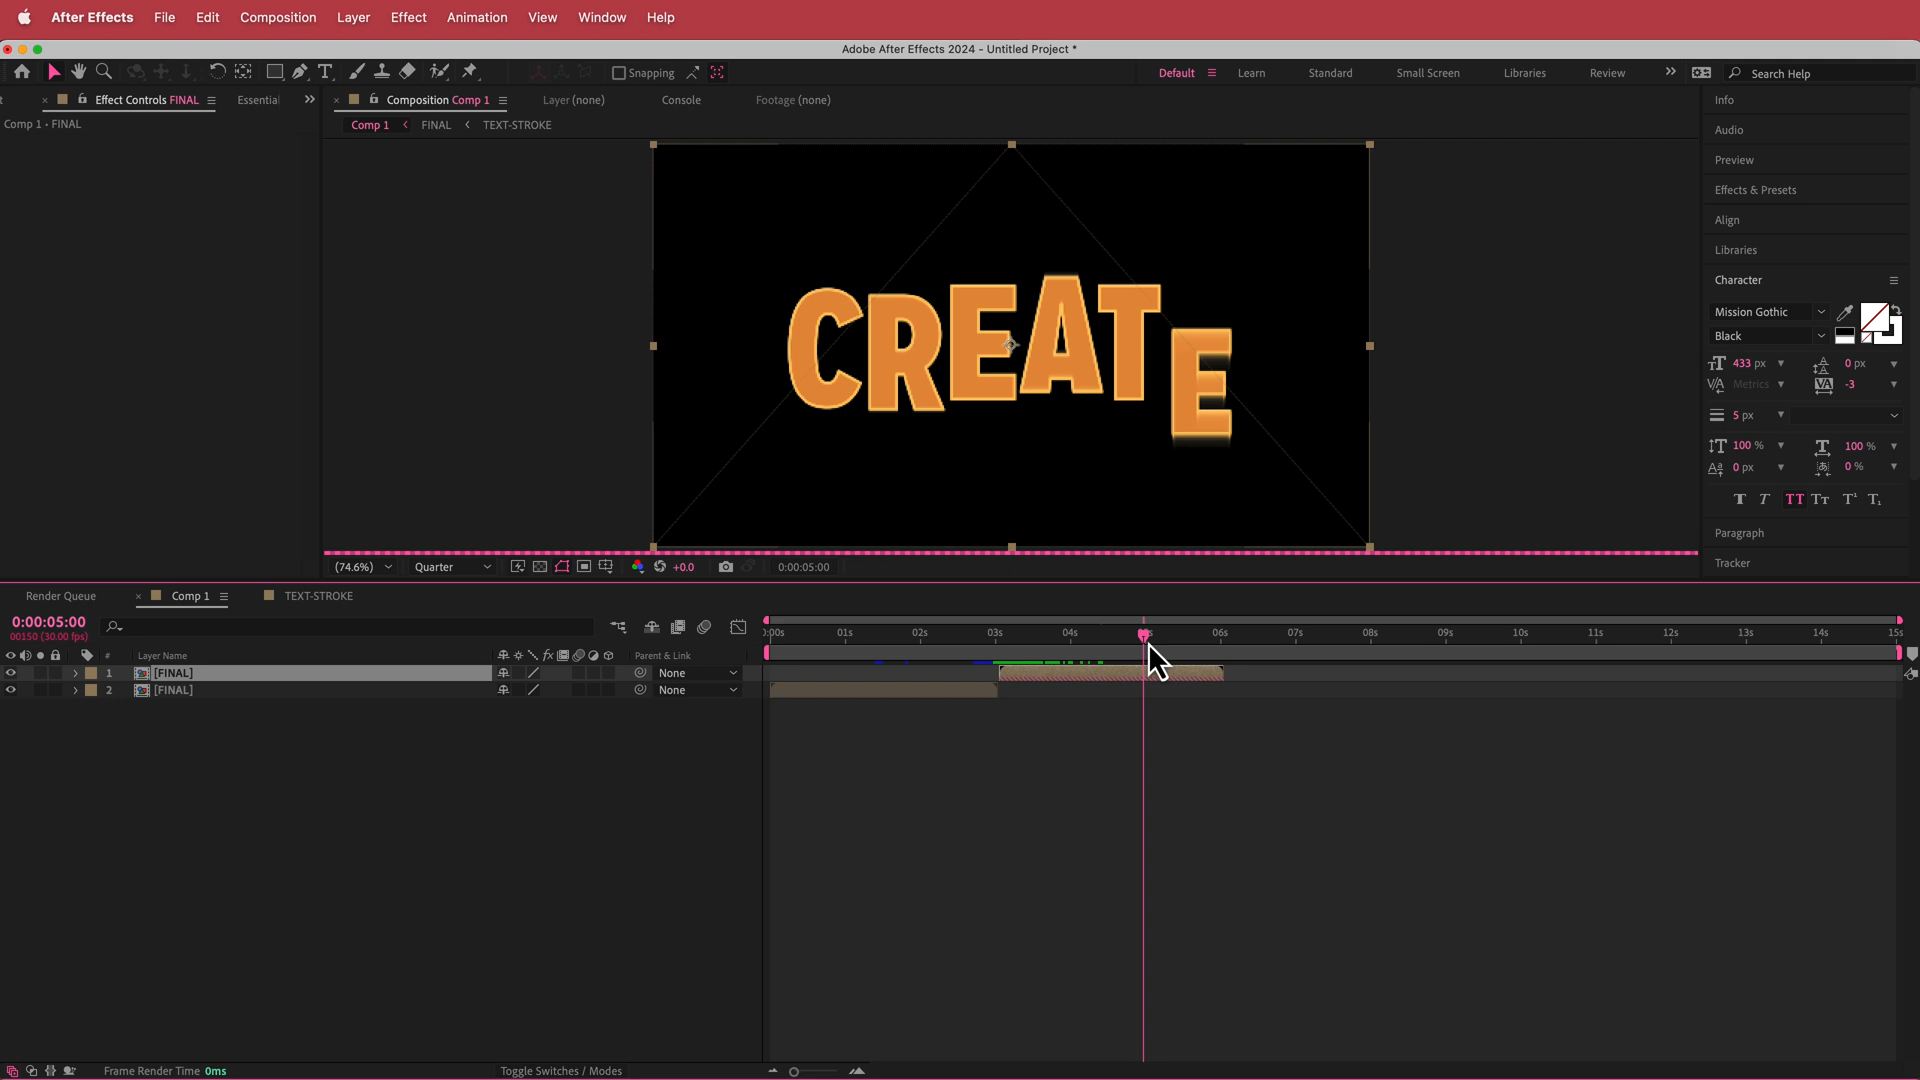 After Effects File Edit Composition Layer Effect Animation View Window Help
Adobe After Effects 2024 - Untitled Project *
Snapping Default Learn Standard Small Screen Libraries Review Search Help
Effect Controls FINAL Essential
Comp 1 • FINAL
Composition Comp 1 Layer (none) Console Footage (none)
Comp 1 < FINAL < TEXT-STROKE
CREATE
(74.6%) Quarter +0.0 0:00:05:00
Info
Audio
Preview
Effects & Presets
Align
Libraries
Character
Mission Gothic
Black
433 px 0 px
Metrics -3
5 px
100 % 100 %
0 px 0 %
T T TT Tt T¹ T₁
Paragraph
Tracker
Render Queue Comp 1 TEXT-STROKE
0:00:05:00
00150 (30.00 fps)
01s 02s 03s 04s 06s 07s 08s 09s 10s 11s 12s 13s 14s 15s
# Layer Name fx Parent & Link
1 [FINAL] None
2 [FINAL] None
Frame Render Time 0ms Toggle Switches / Modes